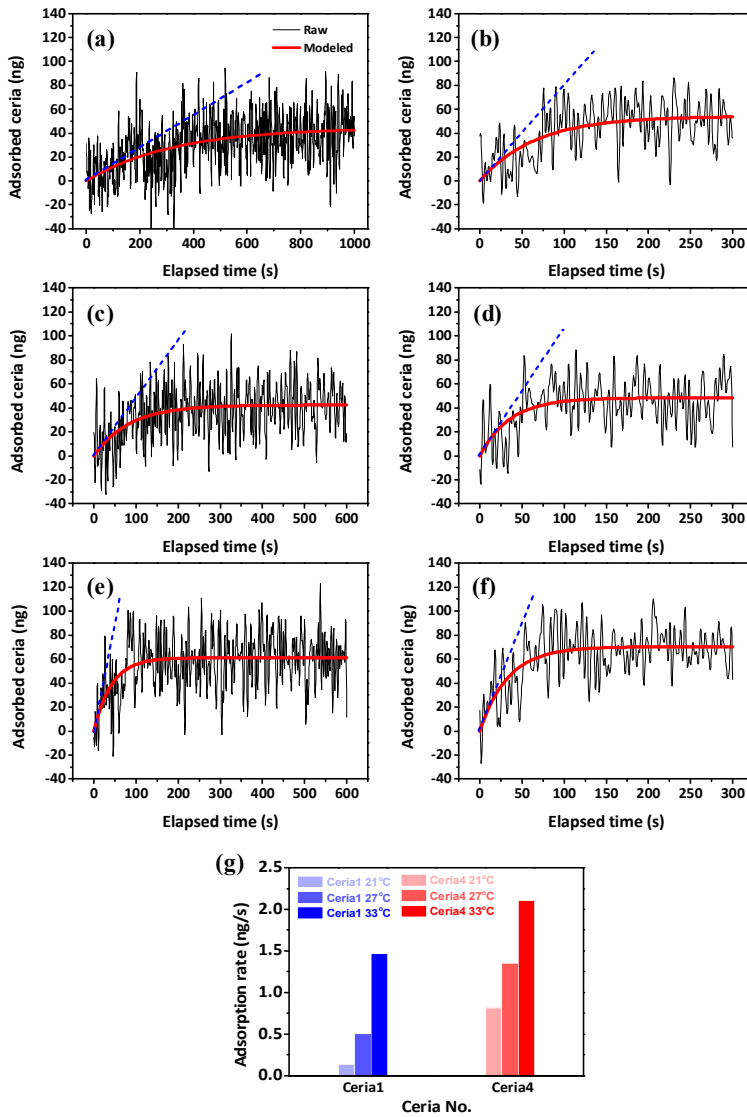 (a)
Raw
Modeled
Adsorbed ceria (ng)
140
120
100
80
60
40
20
0
-20
-40
0 200 400 600 800 1000
Elapsed time (s)
(b)
Adsorbed ceria (ng)
140
120
100
80
60
40
20
0
-20
-40
0 50 100 150 200 250 300
Elapsed time (s)
(c)
Adsorbed ceria (ng)
140
120
100
80
60
40
20
0
-20
-40
0 100 200 300 400 500 600
Elapsed time (s)
(d)
Adsorbed ceria (ng)
140
120
100
80
60
40
20
0
-20
-40
0 50 100 150 200 250 300
Elapsed time (s)
(e)
Adsorbed ceria (ng)
140
120
100
80
60
40
20
0
-20
-40
0 100 200 300 400 500 600
Elapsed time (s)
(f)
Adsorbed ceria (ng)
140
120
100
80
60
40
20
0
-20
-40
0 50 100 150 200 250 300
Elapsed time (s)
(g)
Adsorption rate (ng/s)
2.5
2.0
1.5
1.0
0.5
0.0
Ceria1 21°C
Ceria1 27°C
Ceria1 33°C
Ceria4 21°C
Ceria4 27°C
Ceria4 33°C
Ceria1 Ceria4
Ceria No.